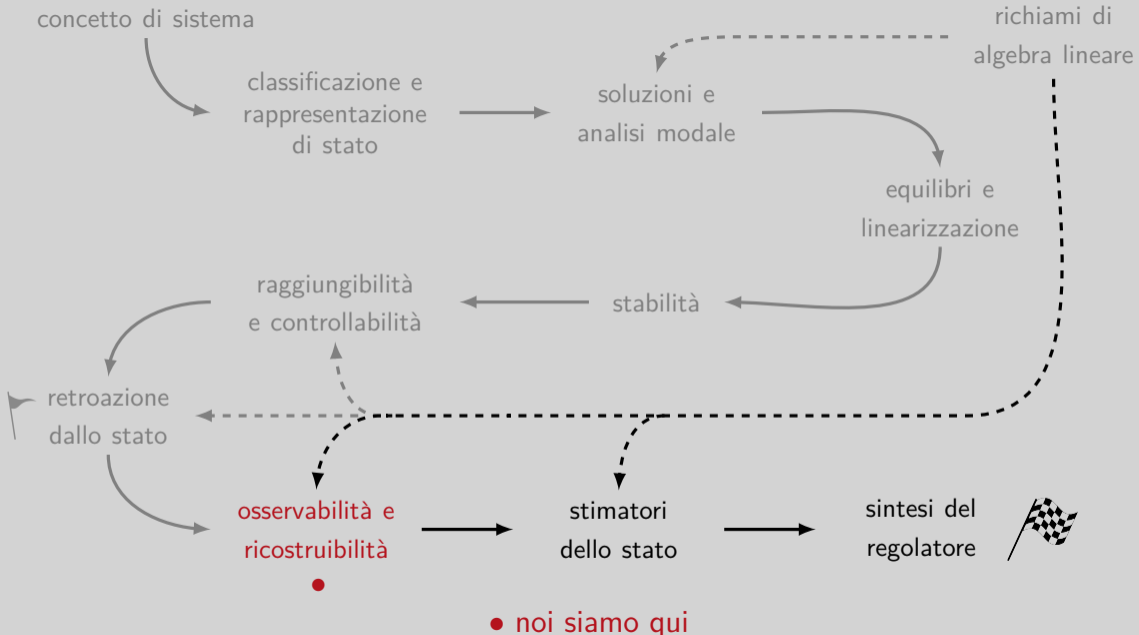 concetto di sistema
richiami di
algebra lineare
classificazione e
rappresentazione
di stato
soluzioni e
analisi modale
equilibri e
linearizzazione
stabilità
raggiungibilità
e controllabilità
retroazione
dallo stato
osservabilità e
ricostruibilità
stimatori
dello stato
sintesi del
regolatore
noi siamo qui